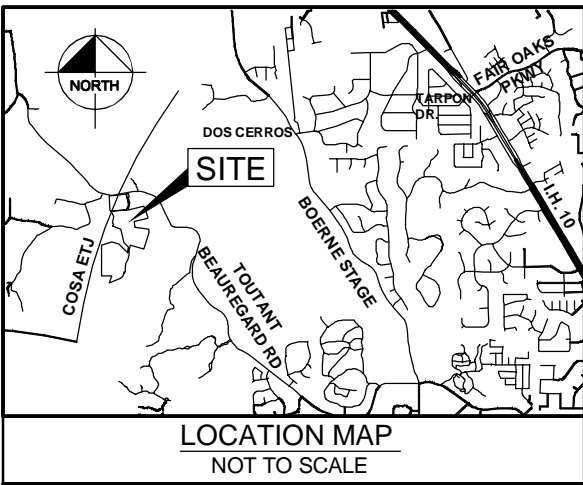 NORTH
FAIR OAKS
PKWY
TARPON
DR.
DOS CERROS
SITE
I.H. 10
BOERNE STAGE
COSA ETJ
TOUTANT
BEAUREGARD RD
LOCATION MAP
NOT TO SCALE